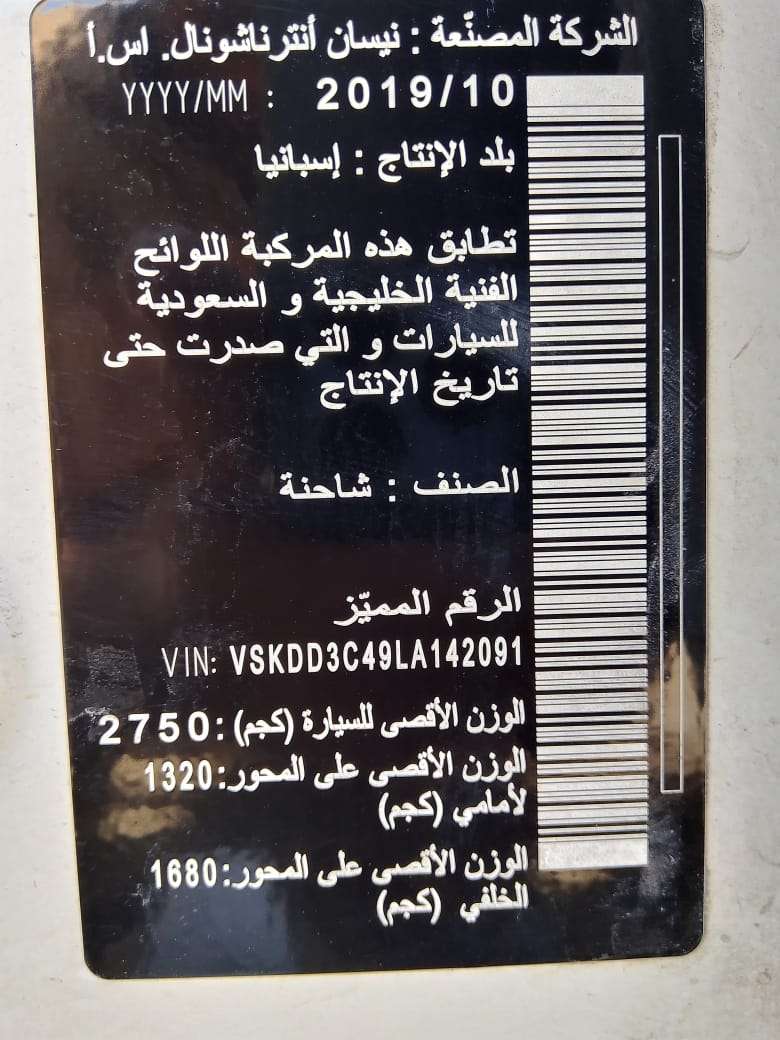 الشركة المصنّعة : نيسان أنترناشونال. اس.أ
YYYY/MM : 2019/10
بلد الإنتاج : إسبانيا
تطابق هذه المركبة اللوائح
الفنية الخليجية و السعودية
للسيارات و التي صدرت حتى
تاريخ الإنتاج
الصنف : شاحنة
الرقم المميّز
VIN: VSKDD3C49LA142091
الوزن الأقصى للسيارة (كجم):2750
الوزن الأقصى على المحور:1320
لأمامي (كجم)
الوزن الأقصى على المحور:1680
الخلفي (كجم)